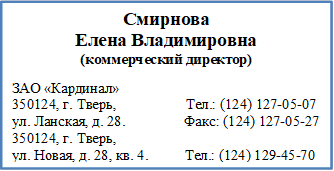 Смирнова
Елена Владимировна
(коммерческий директор)
ЗАО «Кардинал»
350124, г. Тверь, Тел.: (124) 127-05-07
ул. Ланская, д. 28. Факс: (124) 127-05-27
350124, г. Тверь,
ул. Новая, д. 28, кв. 4. Тел.: (124) 129-45-70